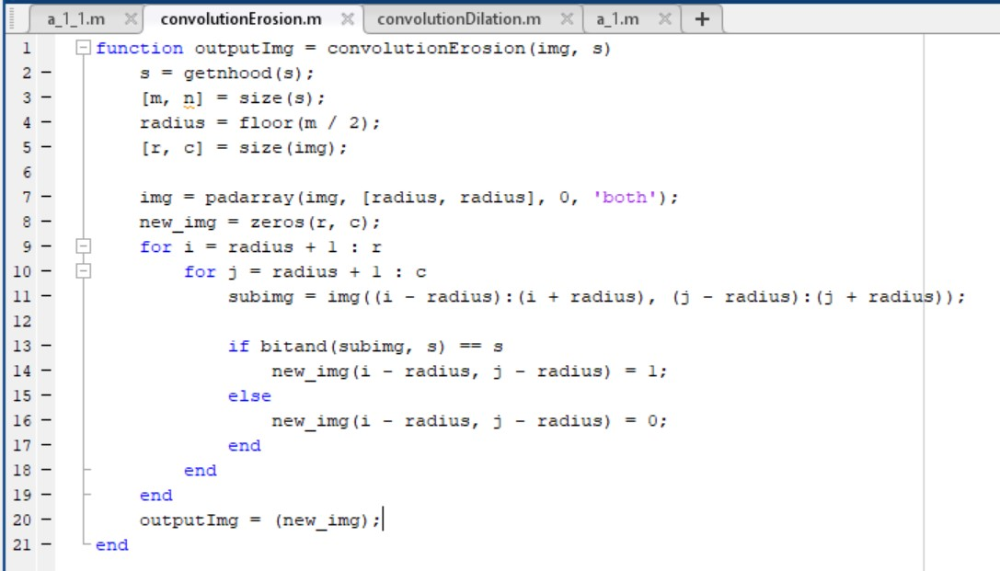 a_1_1.m convolutionErosion.m convolutionDilation.m a_1.m +
1 function outputImg = convolutionErosion(img, s)
2 - s = getnhood(s);
3 - [m, n] = size(s);
4 - radius = floor(m / 2);
5 - [r, c] = size(img);
6
7 - img = padarray(img, [radius, radius], 0, 'both');
8 - new_img = zeros(r, c);
9 - for i = radius + 1 : r
10 - for j = radius + 1 : c
11 - subimg = img((i - radius):(i + radius), (j - radius):(j + radius));
12
13 - if bitand(subimg, s) == s
14 - new_img(i - radius, j - radius) = 1;
15 - else
16 - new_img(i - radius, j - radius) = 0;
17 - end
18 - end
19 - end
20 - outputImg = (new_img);
21 - end